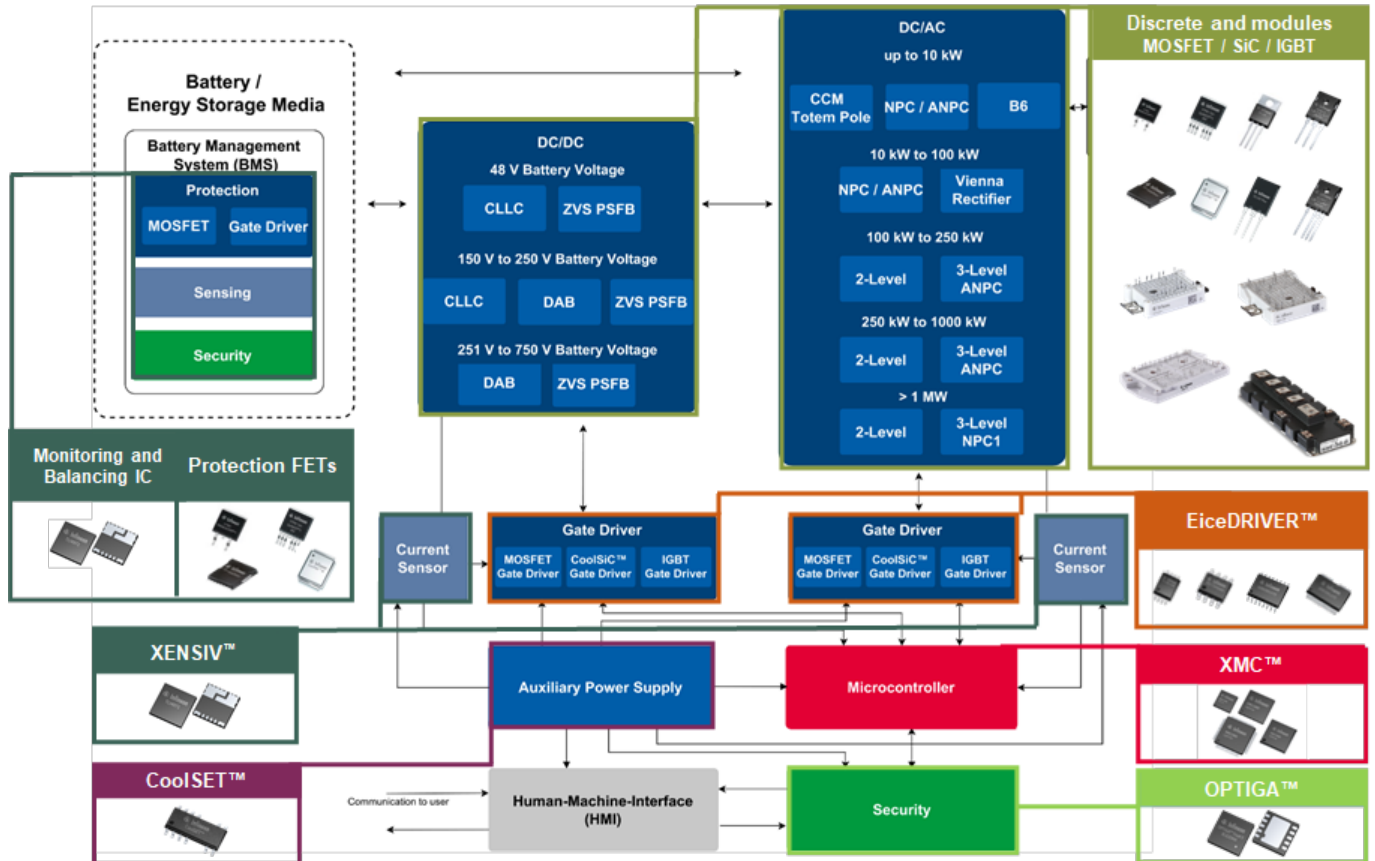 Battery /
Energy Storage Media
Battery Management
System (BMS)
Protection
MOSFET
Gate Driver
Sensing
Security
DC/DC
48 V Battery Voltage
CLLC
ZVS PSFB
150 V to 250 V Battery Voltage
CLLC
DAB
ZVS PSFB
251 V to 750 V Battery Voltage
DAB
ZVS PSFB
DC/AC
up to 10 kW
CCM
Totem Pole
NPC / ANPC
B6
10 kW to 100 kW
NPC / ANPC
Vienna
Rectifier
100 kW to 250 kW
2-Level
3-Level
ANPC
250 kW to 1000 kW
2-Level
3-Level
ANPC
> 1 MW
2-Level
3-Level
NPC1
Discrete and modules
MOSFET / SiC / IGBT
Monitoring and
Balancing IC
Protection FETs
Current
Sensor
Gate Driver
MOSFET
Gate Driver
CoolSiC™
Gate Driver
IGBT
Gate Driver
Gate Driver
MOSFET
Gate Driver
CoolSiC™
Gate Driver
IGBT
Gate Driver
Current
Sensor
EiceDRIVER™
XENSIV™
Auxiliary Power Supply
Microcontroller
XMC™
CoolSET™
Communication to user
Human-Machine-Interface
(HMI)
Security
OPTIGA™